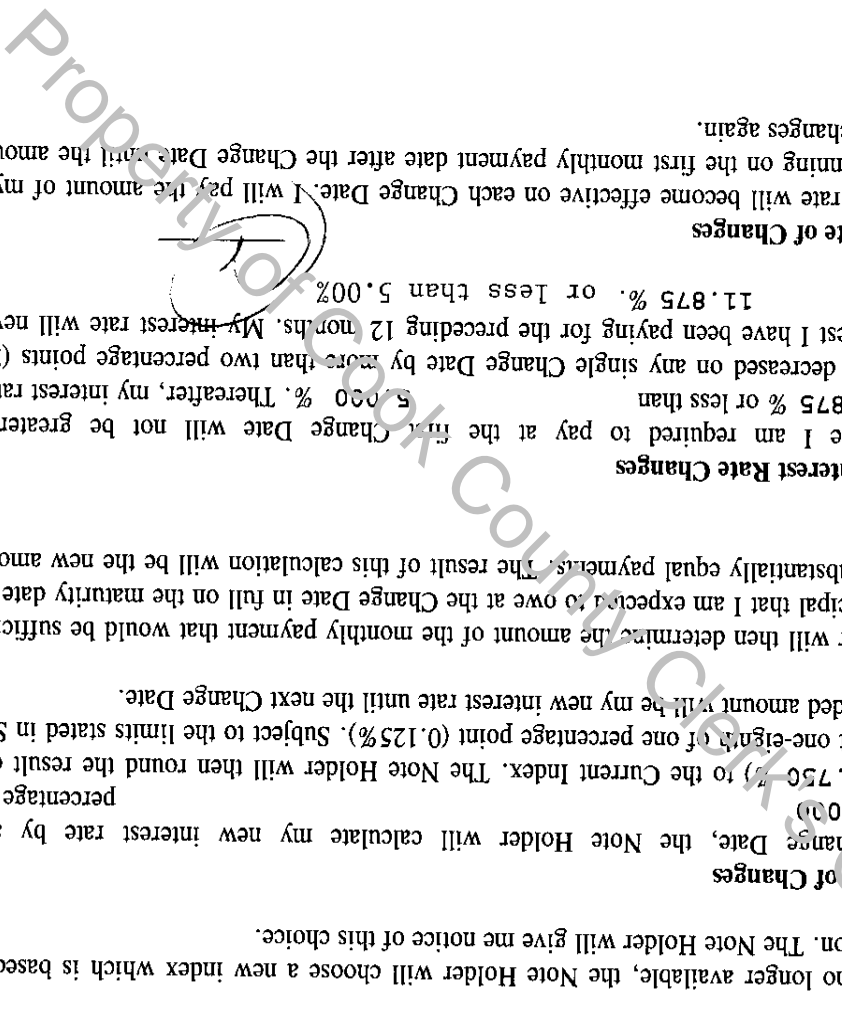 no longer available, the Note Holder will choose a new index which is based
on. The Note Holder will give me notice of this choice.
of Changes
hange Date, the Note Holder will calculate my new interest rate by
000
percentage
.750 %) to the Current Index. The Note Holder will then round the result
one-eighth of one percentage point (0.125%). Subject to the limits stated in S
ded amount will be my new interest rate until the next Change Date.
r will then determine the amount of the monthly payment that would be suffici
cipal that I am expected to owe at the Change Date in full on the maturity date
ubstantially equal payments. The result of this calculation will be the new amo
terest Rate Changes
e I am required to pay at the first Change Date will not be greater
875 % or less than 5.000 %. Thereafter, my interest rat
decreased on any single Change Date by more than two percentage points (
est I have been paying for the preceding 12 months. My interest rate will nev
11.875 %. or less than 5.00%
te of Changes
rate will become effective on each Change Date. I will pay the amount of my
nning on the first monthly payment date after the Change Date until the amou
changes again.
Property of Cook County Clerk's